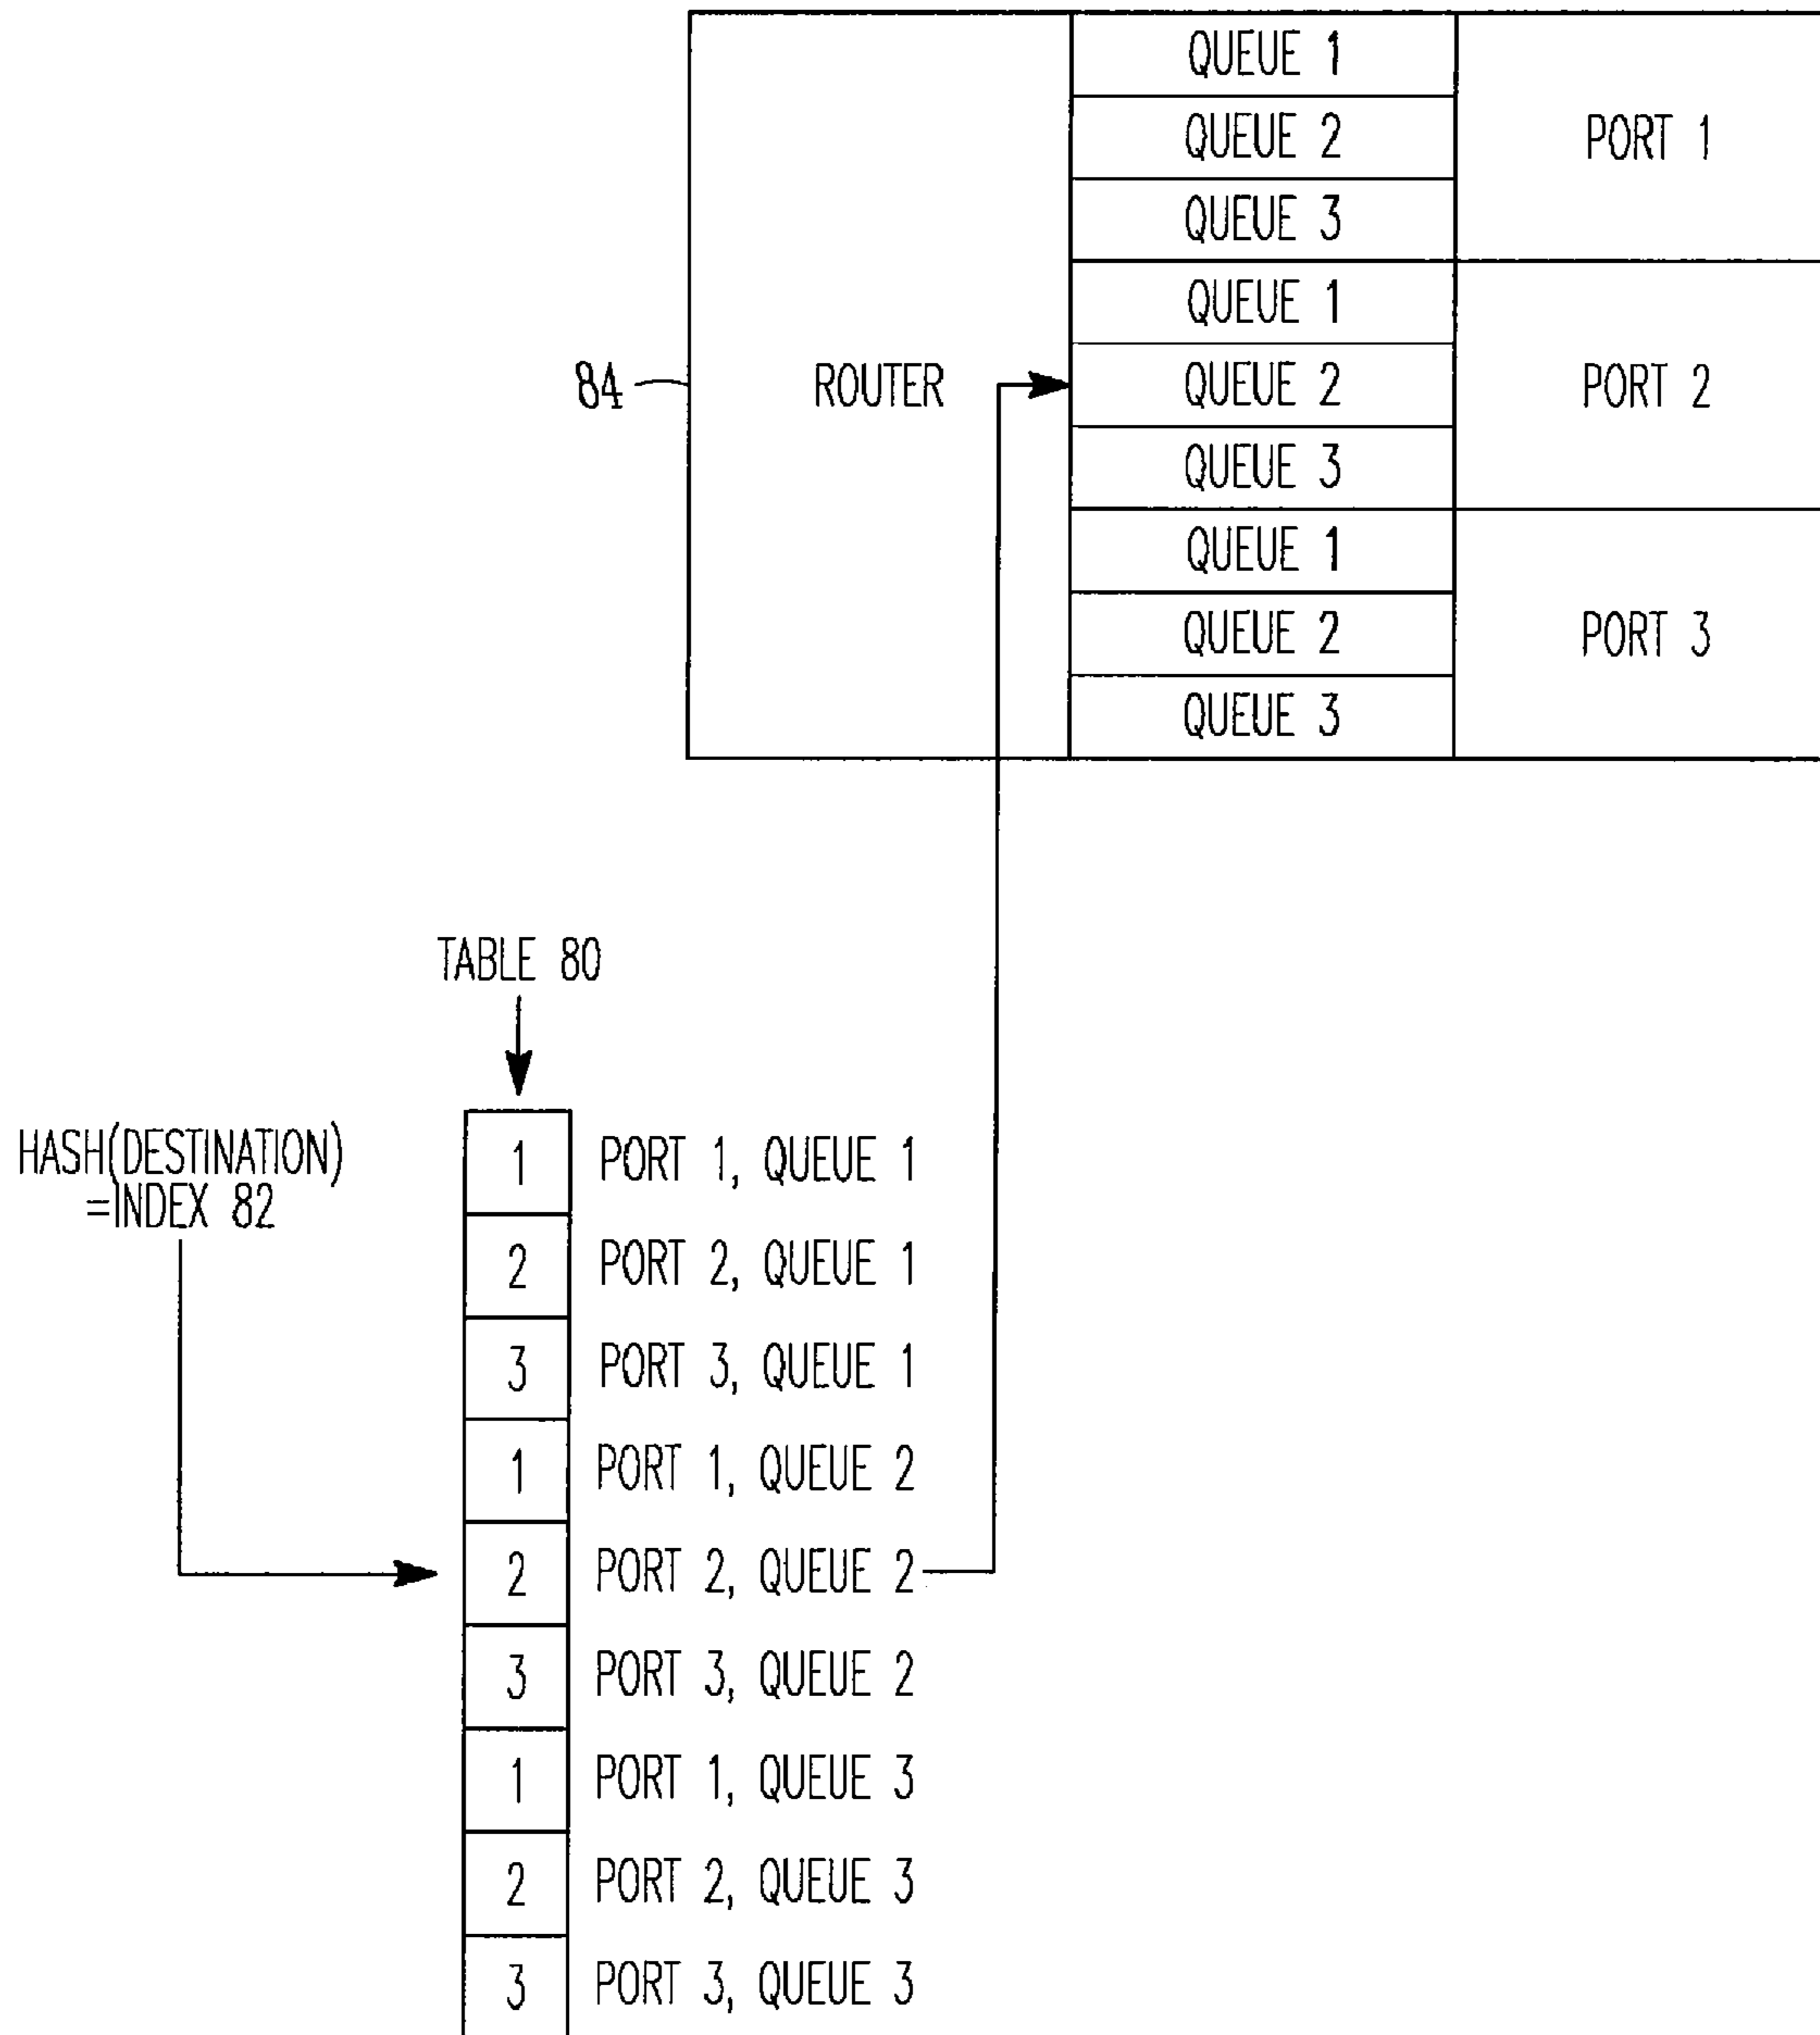 QUEUE 1
QUEUE 2
QUEUE 3
PORT 1
84
ROUTER
QUEUE 1
QUEUE 2
QUEUE 3
PORT 2
QUEUE 1
QUEUE 2
QUEUE 3
PORT 3
TABLE 80
HASH(DESTINATION)
=INDEX 82
1 PORT 1, QUEUE 1
2 PORT 2, QUEUE 1
3 PORT 3, QUEUE 1
1 PORT 1, QUEUE 2
2 PORT 2, QUEUE 2
3 PORT 3, QUEUE 2
1 PORT 1, QUEUE 3
2 PORT 2, QUEUE 3
3 PORT 3, QUEUE 3